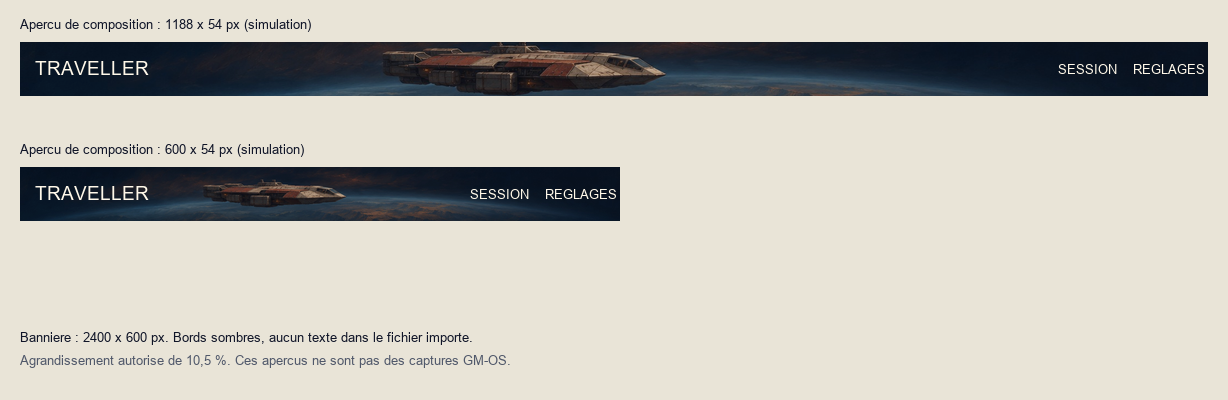 Apercu de composition : 1188 x 54 px (simulation)
TRAVELLER SESSION REGLAGES
Apercu de composition : 600 x 54 px (simulation)
TRAVELLER SESSION REGLAGES
Banniere : 2400 x 600 px. Bords sombres, aucun texte dans le fichier importe.
Agrandissement autorise de 10,5 %. Ces apercus ne sont pas des captures GM-OS.